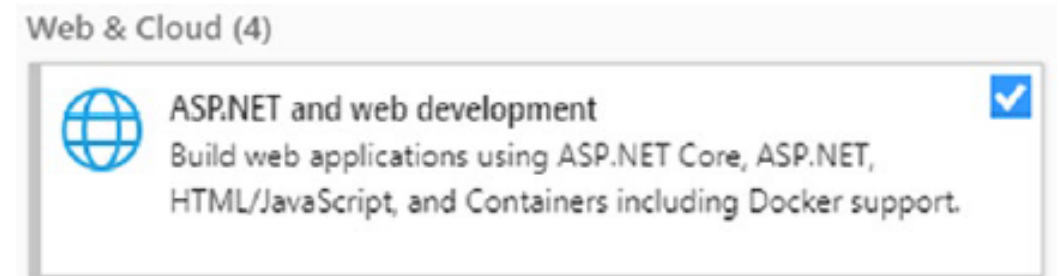 Web & Cloud (4)
ASP.NET and web development
Build web applications using ASP.NET Core, ASP.NET,
HTML/JavaScript, and Containers including Docker support.